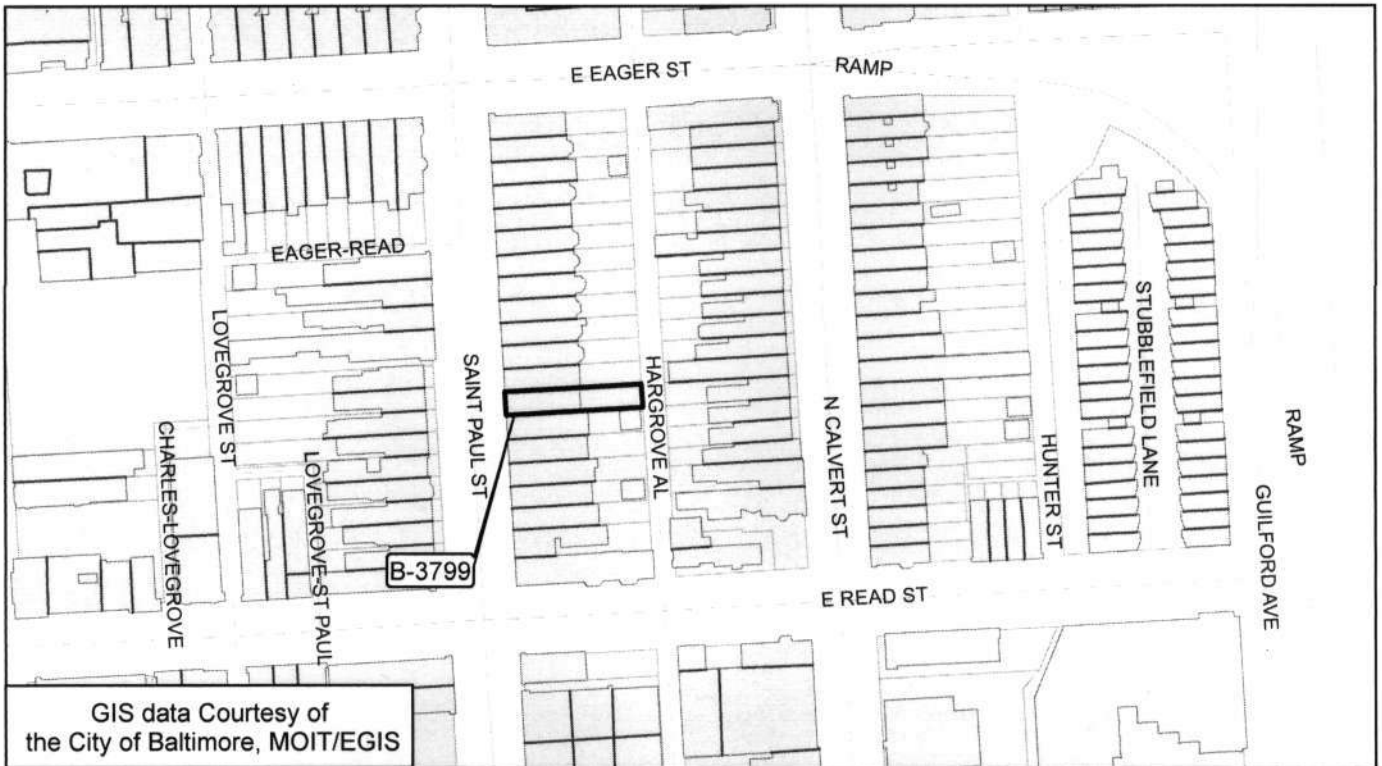 E EAGER ST
RAMP
EAGER-READ
LOVEGROVE ST
SAINT PAUL ST
HARGROVE AL
N CALVERT ST
STUBBLEFIELD LANE
HUNTER ST
RAMP
GUILFORD AVE
CHARLES-LOVEGROVE
LOVEGROVE-ST PAUL
B-3799
E READ ST
GIS data Courtesy of
the City of Baltimore, MOIT/EGIS